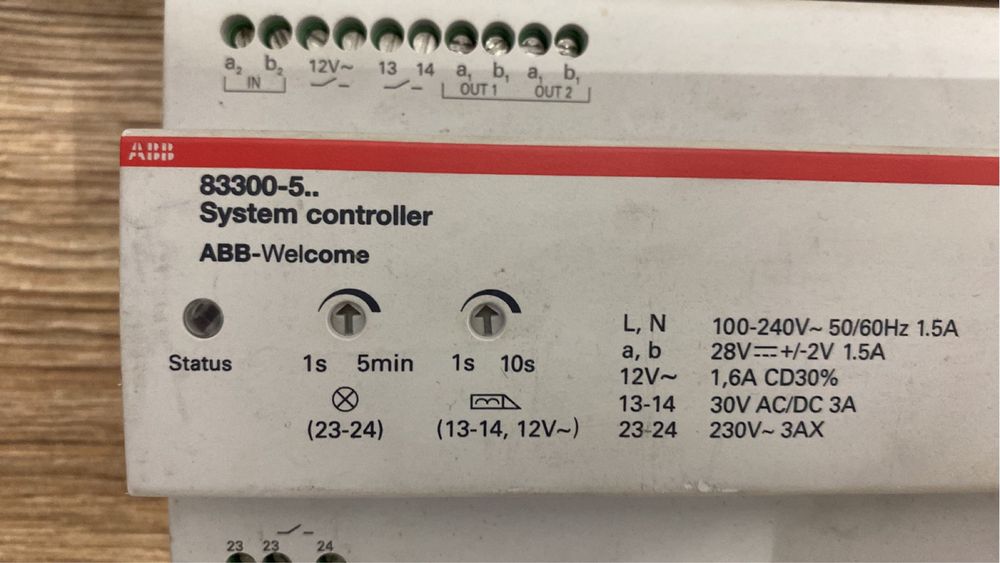 a₂ b₂ 12V~ 13 14 a₁ b₁ a₁ b₁
IN OUT 1 OUT 2
ABB
83300-5..
System controller
ABB-Welcome
Status
1s 5min
(23-24)
1s 10s
(13-14, 12V~)
L, N 100-240V~ 50/60Hz 1.5A
a, b 28V⎓+/-2V 1.5A
12V~ 1,6A CD30%
13-14 30V AC/DC 3A
23-24 230V~ 3AX
23 23 24